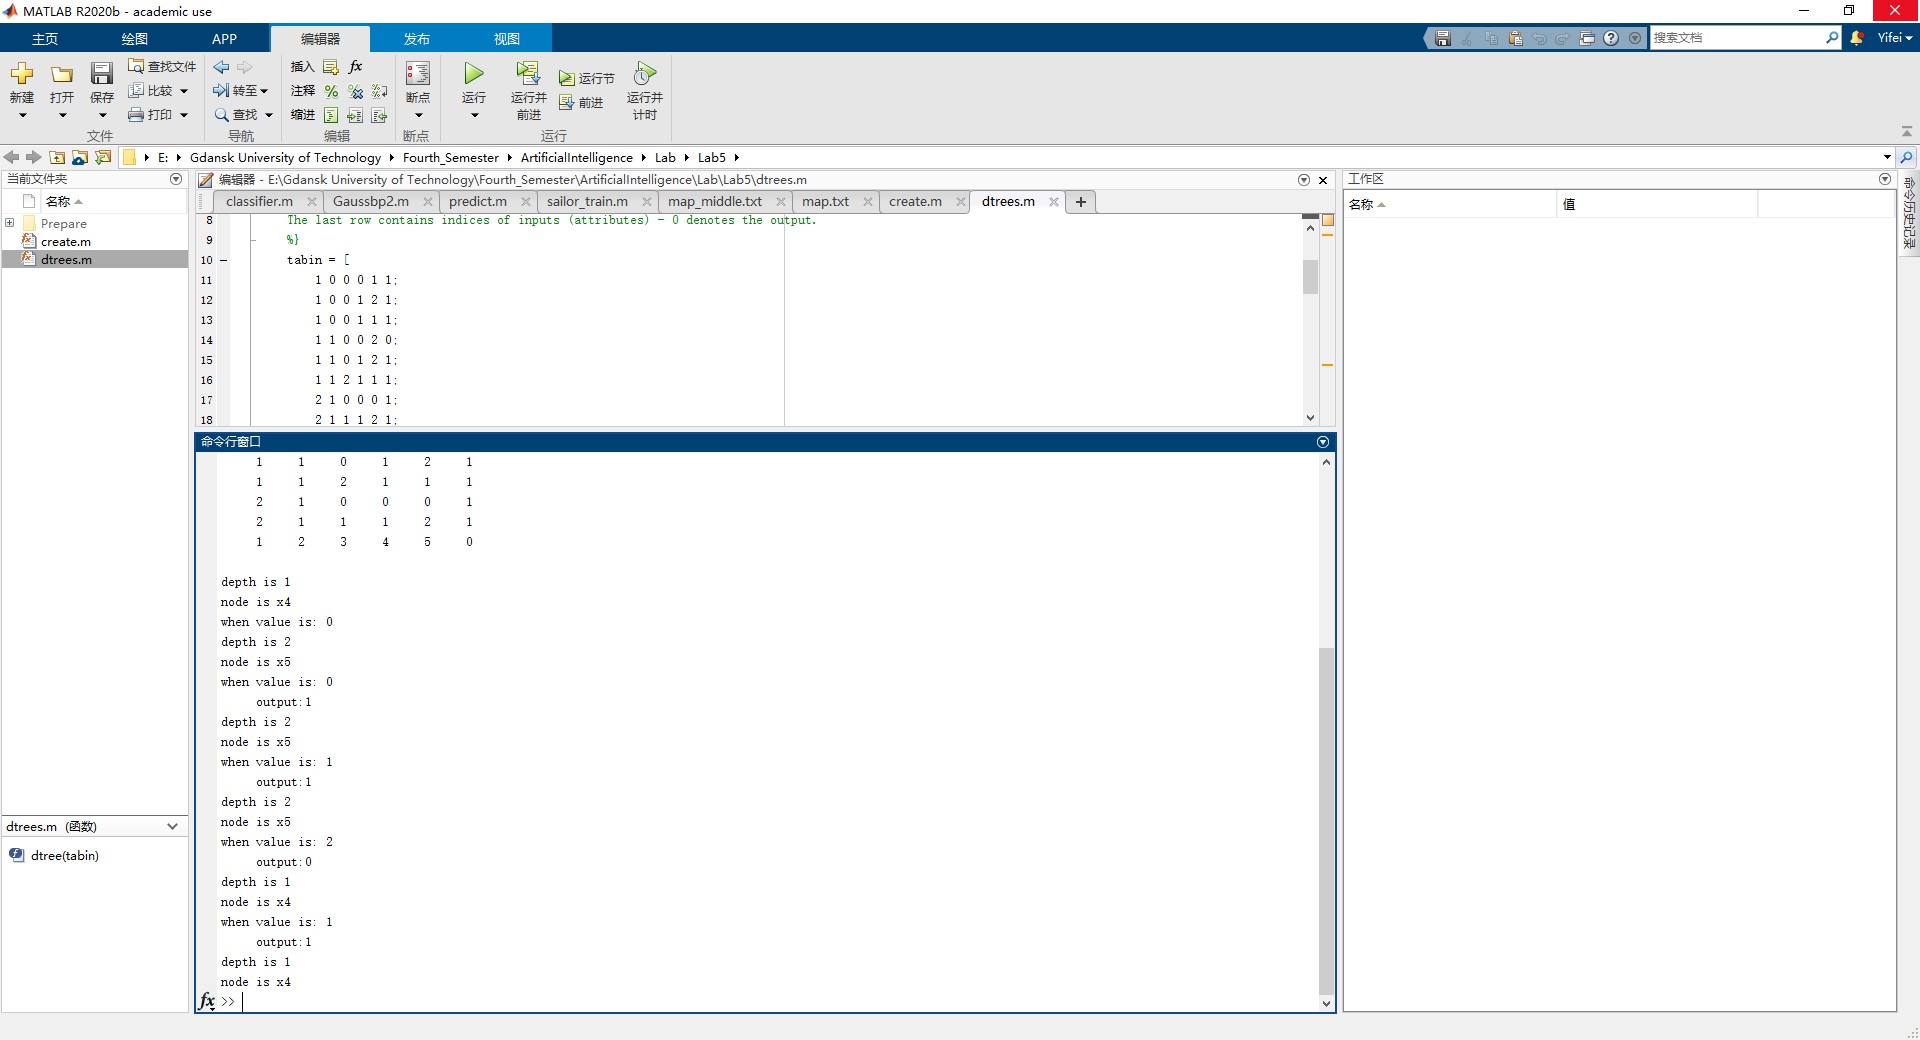 MATLAB R2020b - academic use
主页 绘图 APP 编辑器 发布 视图
搜索文档
Yifei
新建 打开 保存 查找文件 比较 打印
文件
转至 查找
导航
插入 fx
注释
缩进
编辑
断点
断点
运行 运行并前进 运行节 前进 运行并计时
运行
E: Gdansk University of Technology Fourth_Semester ArtificialIntelligence Lab Lab5
当前文件夹
名称
Prepare
create.m
dtrees.m
dtrees.m (函数)
dtree(tabin)
编辑器 - E:\Gdansk University of Technology\Fourth_Semester\ArtificialIntelligence\Lab\Lab5\dtrees.m
classifier.m Gaussbp2.m predict.m sailor_train.m map_middle.txt map.txt create.m dtrees.m
8 The last row contains indices of inputs (attributes) - 0 denotes the output.
9 %}
10 tabin = [
11 1 0 0 0 1 1;
12 1 0 0 1 2 1;
13 1 0 0 1 1 1;
14 1 1 0 0 2 0;
15 1 1 0 1 2 1;
16 1 1 2 1 1 1;
17 2 1 0 0 0 1;
18 2 1 1 1 2 1;
命令行窗口
1 1 0 1 2 1
1 1 2 1 1 1
2 1 0 0 0 1
2 1 1 1 2 1
1 2 3 4 5 0
depth is 1
node is x4
when value is: 0
depth is 2
node is x5
when value is: 0
output:1
depth is 2
node is x5
when value is: 1
output:1
depth is 2
node is x5
when value is: 2
output:0
depth is 1
node is x4
when value is: 1
output:1
depth is 1
node is x4
fx >>
工作区
名称 值
命令历史记录